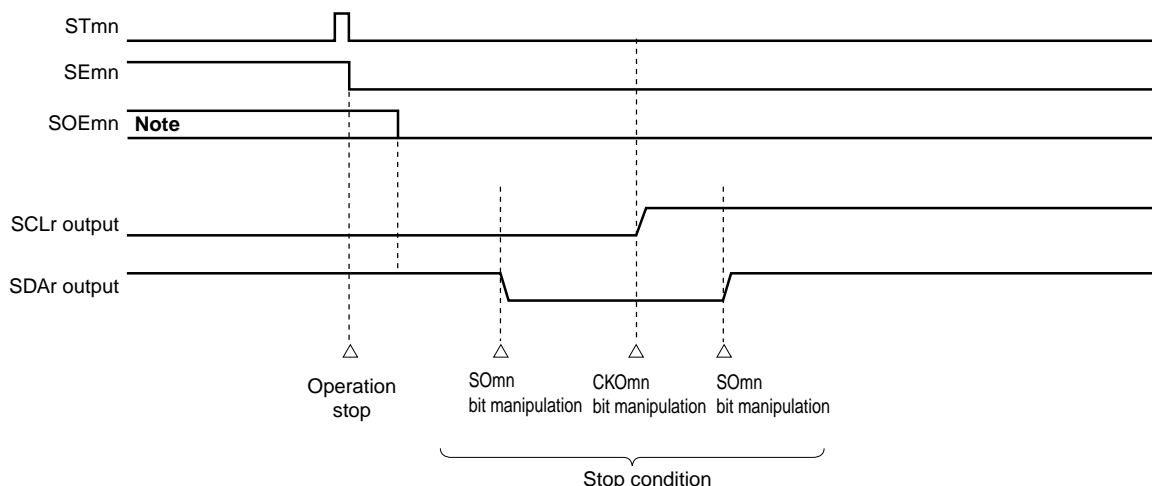 STmn
SEmn
SOEmn Note
SCLr output
SDAr output
Operation
stop
SOmn
bit manipulation
CKOmn
bit manipulation
SOmn
bit manipulation
Stop condition